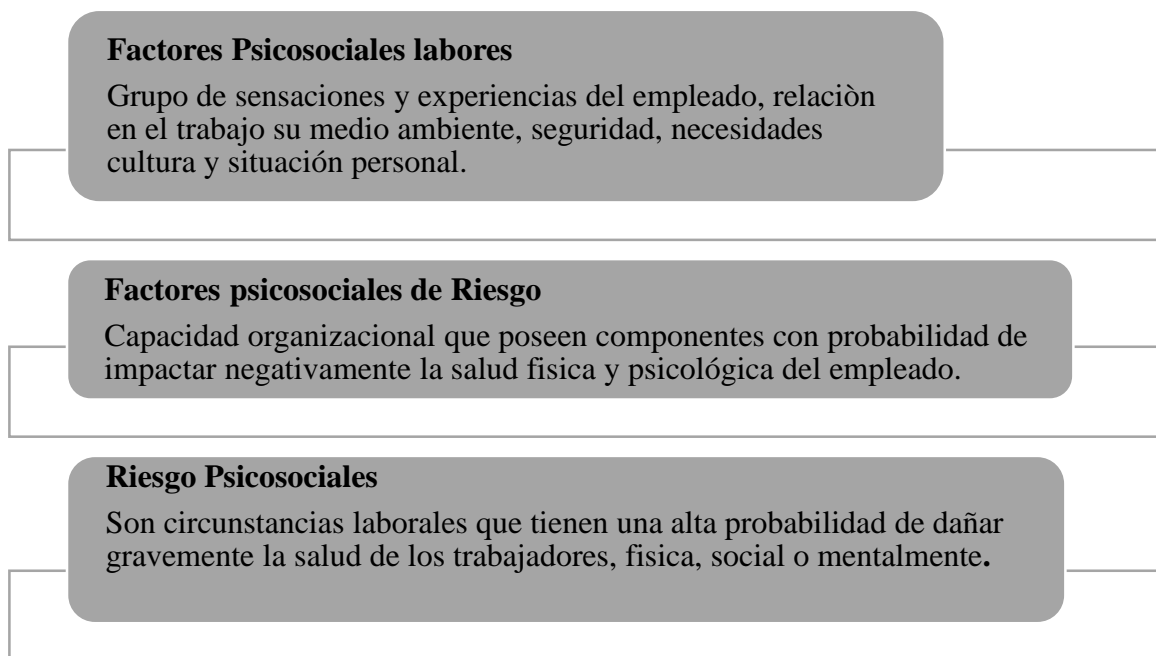 Factores Psicosociales labores
Grupo de sensaciones y experiencias del empleado, relaciòn
en el trabajo su medio ambiente, seguridad, necesidades
cultura y situación personal.
Factores psicosociales de Riesgo
Capacidad organizacional que poseen componentes con probabilidad de
impactar negativamente la salud fisica y psicológica del empleado.
Riesgo Psicosociales
Son circunstancias laborales que tienen una alta probabilidad de dañar
gravemente la salud de los trabajadores, fisica, social o mentalmente.